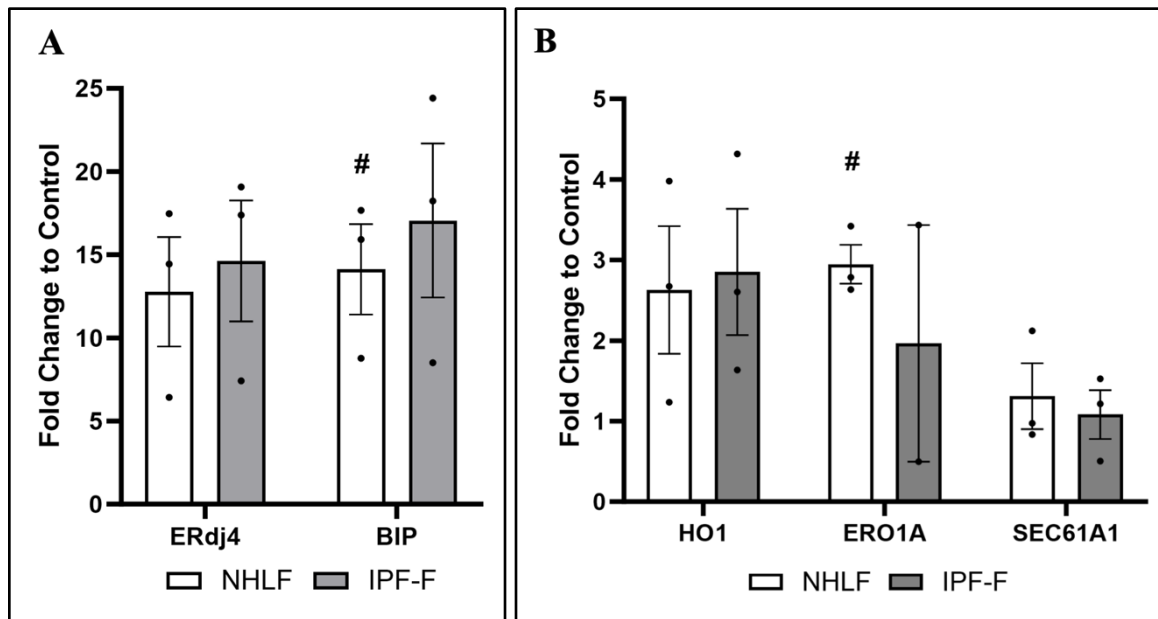 A
Fold Change to Control
25
20
15
10
5
0
#
ERdj4 BIP
NHLF IPF-F
B
Fold Change to Control
5
4
3
2
1
0
#
HO1 ERO1A SEC61A1
NHLF IPF-F